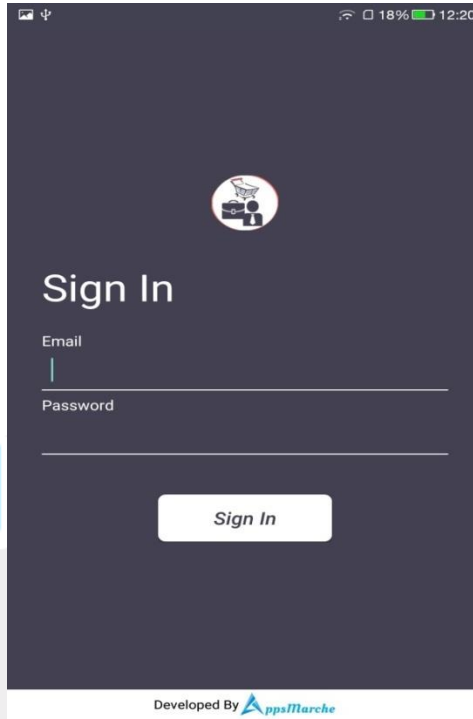 18% 12:20
Sign In
Email
Password
Sign In
Developed By AppsMarche